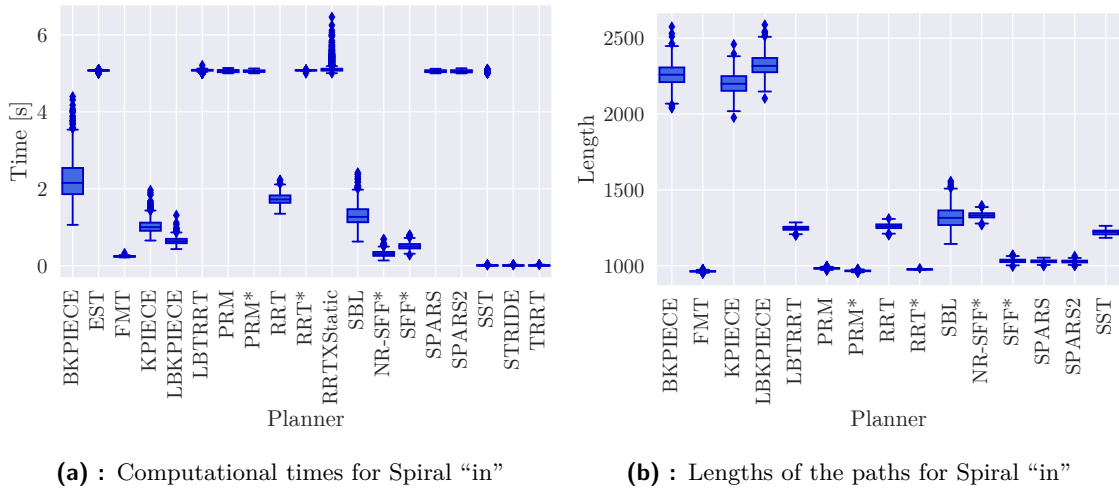 6
4
2
0
Time [s]
BKPIECE
EST
FMT
KPIECE
LBKPIECE
LBTRRT
PRM
PRM*
RRT
RRT*
RRTXStatic
SBL
NR-SFF*
SFF*
SPARS
SPARS2
SST
STRIDE
TRRT
Planner
(a) : Computational times for Spiral “in”
2500
2000
1500
1000
Length
BKPIECE
FMT
KPIECE
LBKPIECE
LBTRRT
PRM
PRM*
RRT
RRT*
SBL
NR-SFF*
SFF*
SPARS
SPARS2
SST
Planner
(b) : Lengths of the paths for Spiral “in”